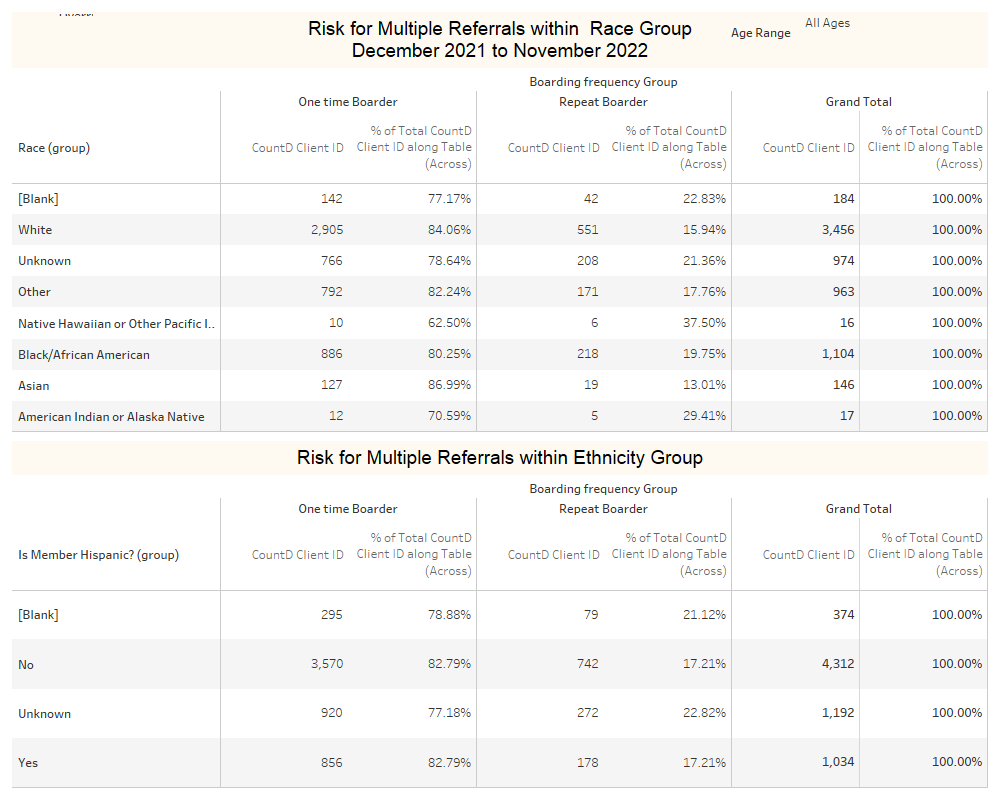 Risk for Multiple Referrals within Race Group
December 2021 to November 2022
Age Range
All Ages
Boarding frequency Group
One time Boarder Repeat Boarder Grand Total
Race (group)
CountD Client ID
% of Total CountD
Client ID along Table
(Across)
CountD Client ID
% of Total CountD
Client ID along Table
(Across)
CountD Client ID
% of Total CountD
Client ID along Table
(Across)
[Blank] 142 77.17% 42 22.83% 184 100.00%
White 2,905 84.06% 551 15.94% 3,456 100.00%
Unknown 766 78.64% 208 21.36% 974 100.00%
Other 792 82.24% 171 17.76% 963 100.00%
Native Hawaiian or Other Pacific I.. 10 62.50% 6 37.50% 16 100.00%
Black/African American 886 80.25% 218 19.75% 1,104 100.00%
Asian 127 86.99% 19 13.01% 146 100.00%
American Indian or Alaska Native 12 70.59% 5 29.41% 17 100.00%
Risk for Multiple Referrals within Ethnicity Group
Boarding frequency Group
One time Boarder Repeat Boarder Grand Total
Is Member Hispanic? (group)
CountD Client ID
% of Total CountD
Client ID along Table
(Across)
CountD Client ID
% of Total CountD
Client ID along Table
(Across)
CountD Client ID
% of Total CountD
Client ID along Table
(Across)
[Blank] 295 78.88% 79 21.12% 374 100.00%
No 3,570 82.79% 742 17.21% 4,312 100.00%
Unknown 920 77.18% 272 22.82% 1,192 100.00%
Yes 856 82.79% 178 17.21% 1,034 100.00%